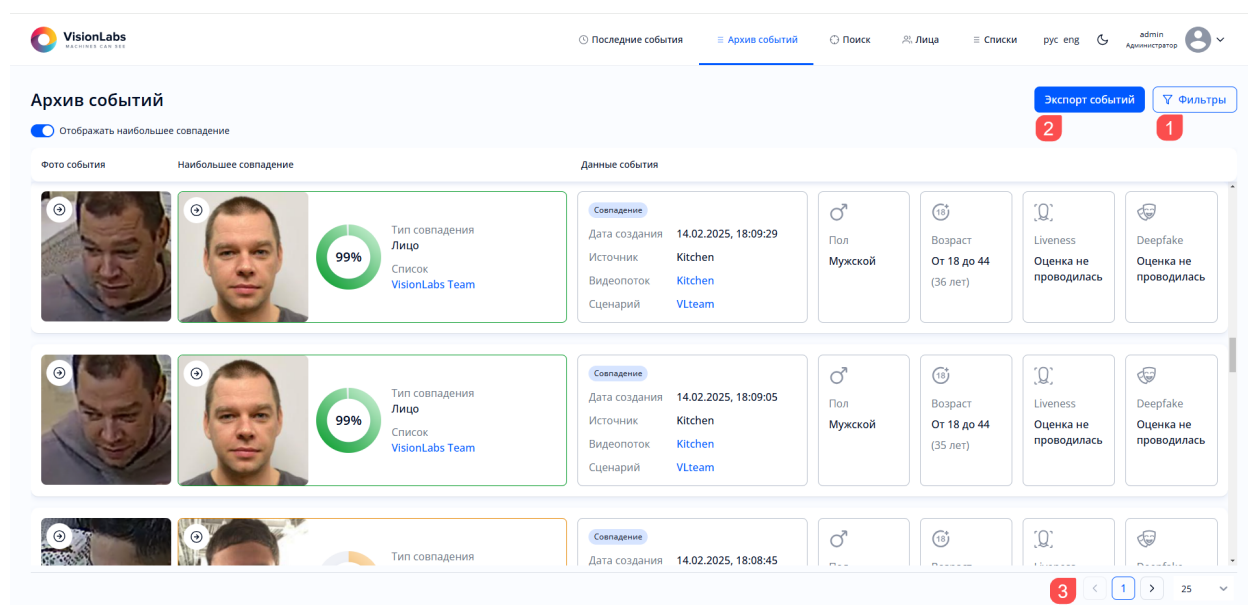 VisionLabs
MACHINES CAN SEE
Последние события
Архив событий
Поиск
Лица
Списки
рус eng
admin
Администратор
Архив событий
Экспорт событий
Фильтры
2
1
Отображать наибольшее совпадение
Фото события
Наибольшее совпадение
Данные события
99%
Тип совпадения
Лицо
Список
VisionLabs Team
Совпадение
Дата создания 14.02.2025, 18:09:29
Источник Kitchen
Видеопоток Kitchen
Сценарий VLteam
18
Пол
Мужской
Возраст
От 18 до 44
(36 лет)
Liveness
Оценка не
проводилась
Deepfake
Оценка не
проводилась
99%
Тип совпадения
Лицо
Список
VisionLabs Team
Совпадение
Дата создания 14.02.2025, 18:09:05
Источник Kitchen
Видеопоток Kitchen
Сценарий VLteam
18
Пол
Мужской
Возраст
От 18 до 44
(35 лет)
Liveness
Оценка не
проводилась
Deepfake
Оценка не
проводилась
Тип совпадения
Совпадение
Дата создания 14.02.2025, 18:08:45
18
3
1
25